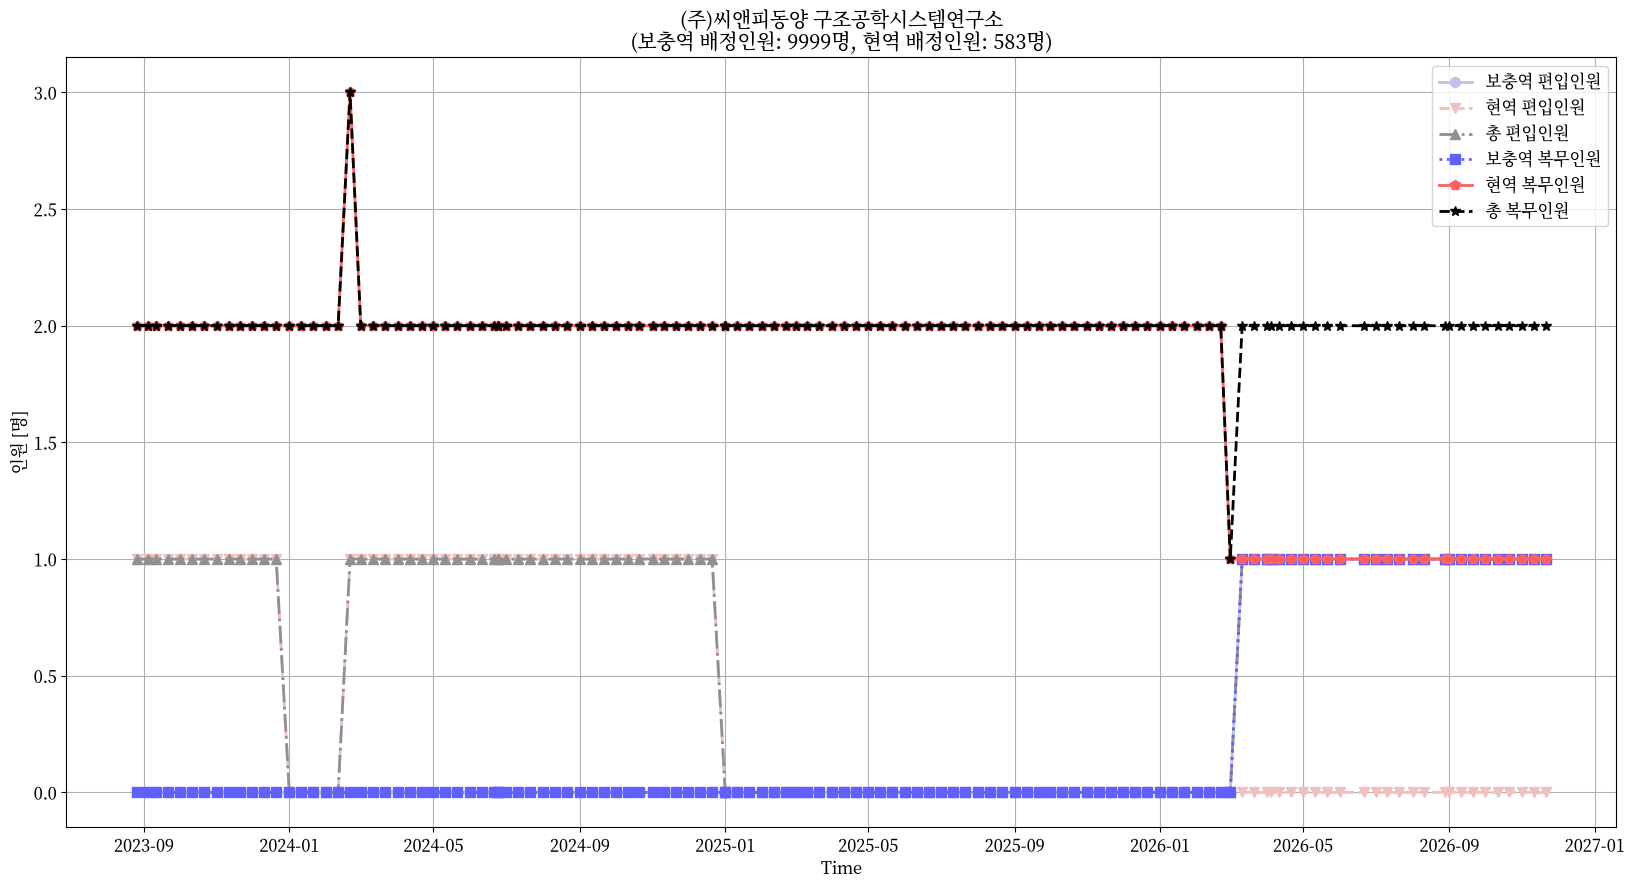 (주)씨앤피동양 구조공학시스템연구소
(보충역 배정인원: 9999명, 현역 배정인원: 583명)
보충역 편입인원
현역 편입인원
총 편입인원
보충역 복무인원
현역 복무인원
총 복무인원
인원 [명]
3.0
2.5
2.0
1.5
1.0
0.5
0.0
2023-09
2024-01
2024-05
2024-09
2025-01
2025-05
2025-09
2026-01
2026-05
2026-09
2027-01
Time